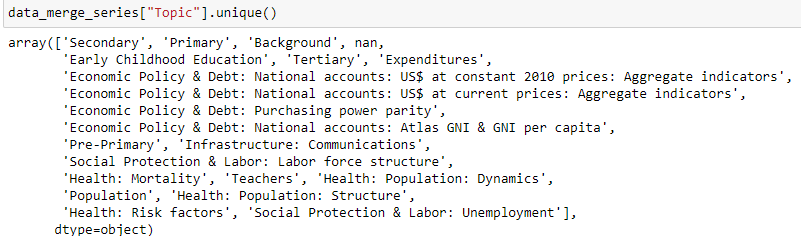 data_merge_series["Topic"].unique()
array(['Secondary', 'Primary', 'Background', nan,
'Early Childhood Education', 'Tertiary', 'Expenditures',
'Economic Policy & Debt: National accounts: US$ at constant 2010 prices: Aggregate indicators',
'Economic Policy & Debt: National accounts: US$ at current prices: Aggregate indicators',
'Economic Policy & Debt: Purchasing power parity',
'Economic Policy & Debt: National accounts: Atlas GNI & GNI per capita',
'Pre-Primary', 'Infrastructure: Communications',
'Social Protection & Labor: Labor force structure',
'Health: Mortality', 'Teachers', 'Health: Population: Dynamics',
'Population', 'Health: Population: Structure',
'Health: Risk factors', 'Social Protection & Labor: Unemployment'],
dtype=object)